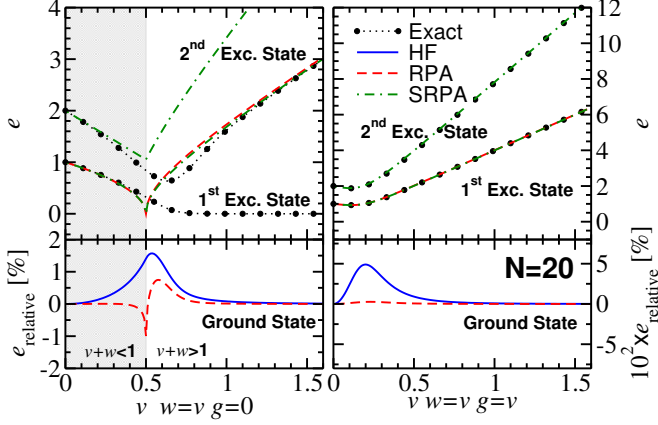 4
3
2
1
0
e
2nd Exc. State
1st Exc. State
Exact
HF
RPA
SRPA
2nd Exc. State
1st Exc. State
12
10
8
6
4
2
0
e
2
1
0
-1
-2
e relative [%]
Ground State
v+w<1
v+w>1
N=20
Ground State
5
0
-5
10^2 x e relative [%]
0
0.5
1
1.5
0
0.5
1
1.5
v w=v g=0
v w=v g=v